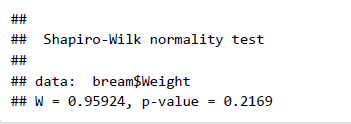 ##
##  Shapiro-Wilk normality test
##
## data:  bream$Weight
## W = 0.95924, p-value = 0.2169